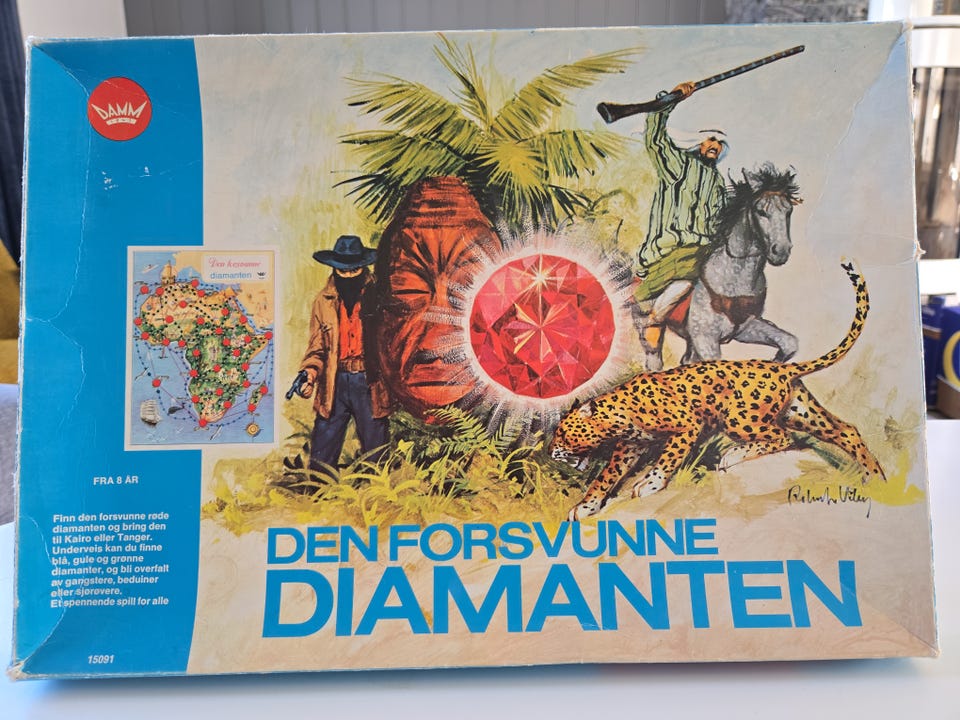 DAMM
Den forsvunne
diamanten
FRA 8 ÅR
Finn den forsvunne røde
diamanten og bring den
til Kairo eller Tanger.
Underveis kan du finne
blå, gule og grønne
diamanter, og bli overfalt
av gangstere, beduiner
eller sjørøvere.
Et spennende spill for alle
15091
DEN FORSVUNNE
DIAMANTEN